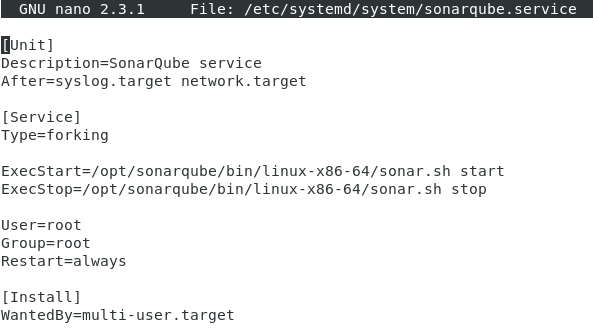 GNU nano 2.3.1 File: /etc/systemd/system/sonarqube.service
[Unit]
Description=SonarQube service
After=syslog.target network.target
[Service]
Type=forking
ExecStart=/opt/sonarqube/bin/linux-x86-64/sonar.sh start
ExecStop=/opt/sonarqube/bin/linux-x86-64/sonar.sh stop
User=root
Group=root
Restart=always
[Install]
WantedBy=multi-user.target